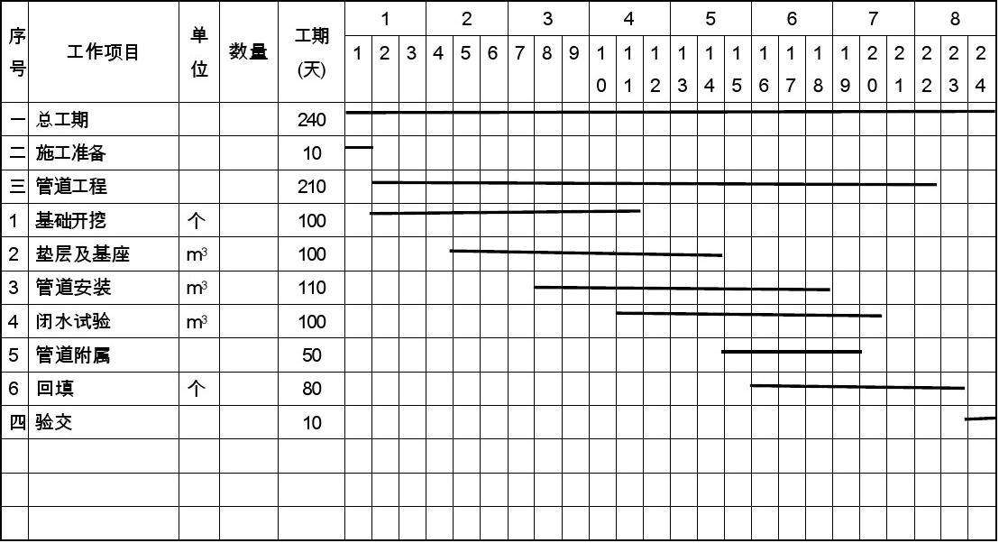 序号 工作项目 单位 数量 工期(天) 1 2 3 4 5 6 7 8
1 2 3 4 5 6 7 8 9 10 11 12 13 14 15 16 17 18 19 20 21 22 23 24
一 总工期 240
二 施工准备 10
三 管道工程 210
1 基础开挖 个 100
2 垫层及基座 m³ 100
3 管道安装 m³ 110
4 闭水试验 m³ 100
5 管道附属 50
6 回填 个 80
四 验交 10